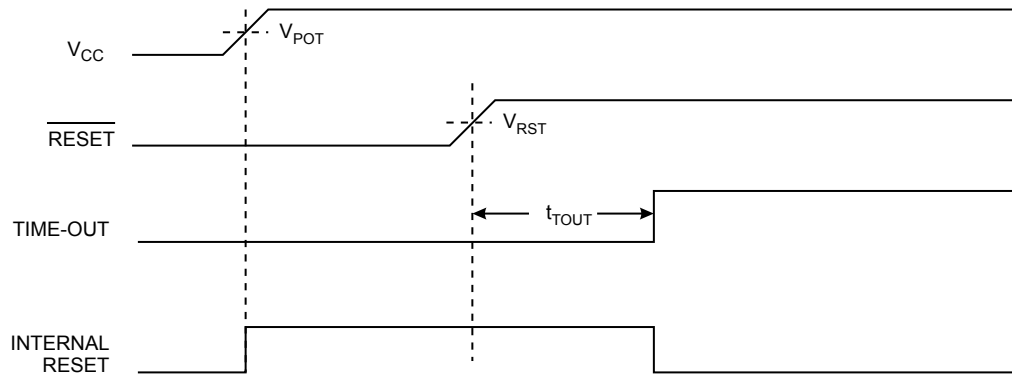 V_CC
V_POT
RESET
V_RST
TIME-OUT
t_TOUT
INTERNAL
RESET